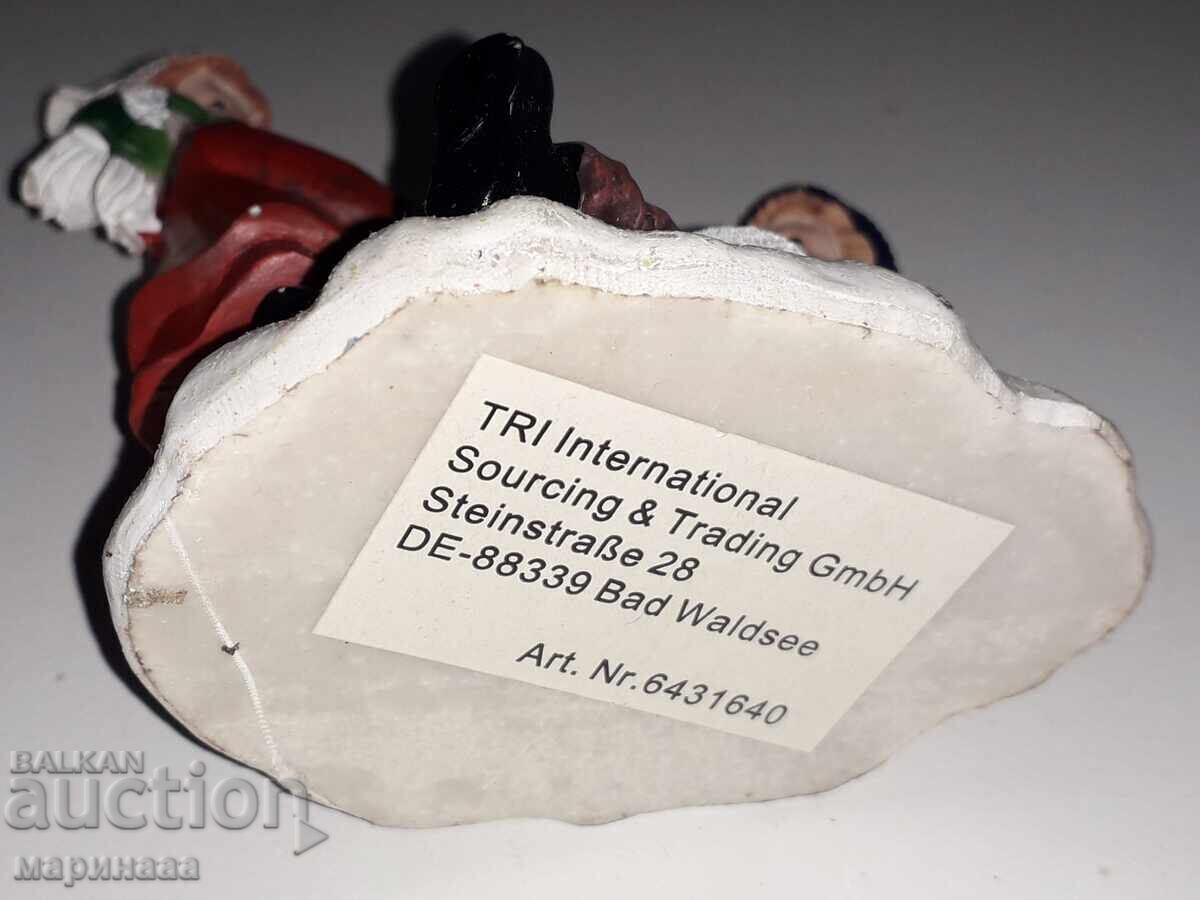 TRI International
Sourcing & Trading GmbH
Steinstraße 28
DE-88339 Bad Waldsee
Art. Nr.6431640
BALKAN
auction
маринааа